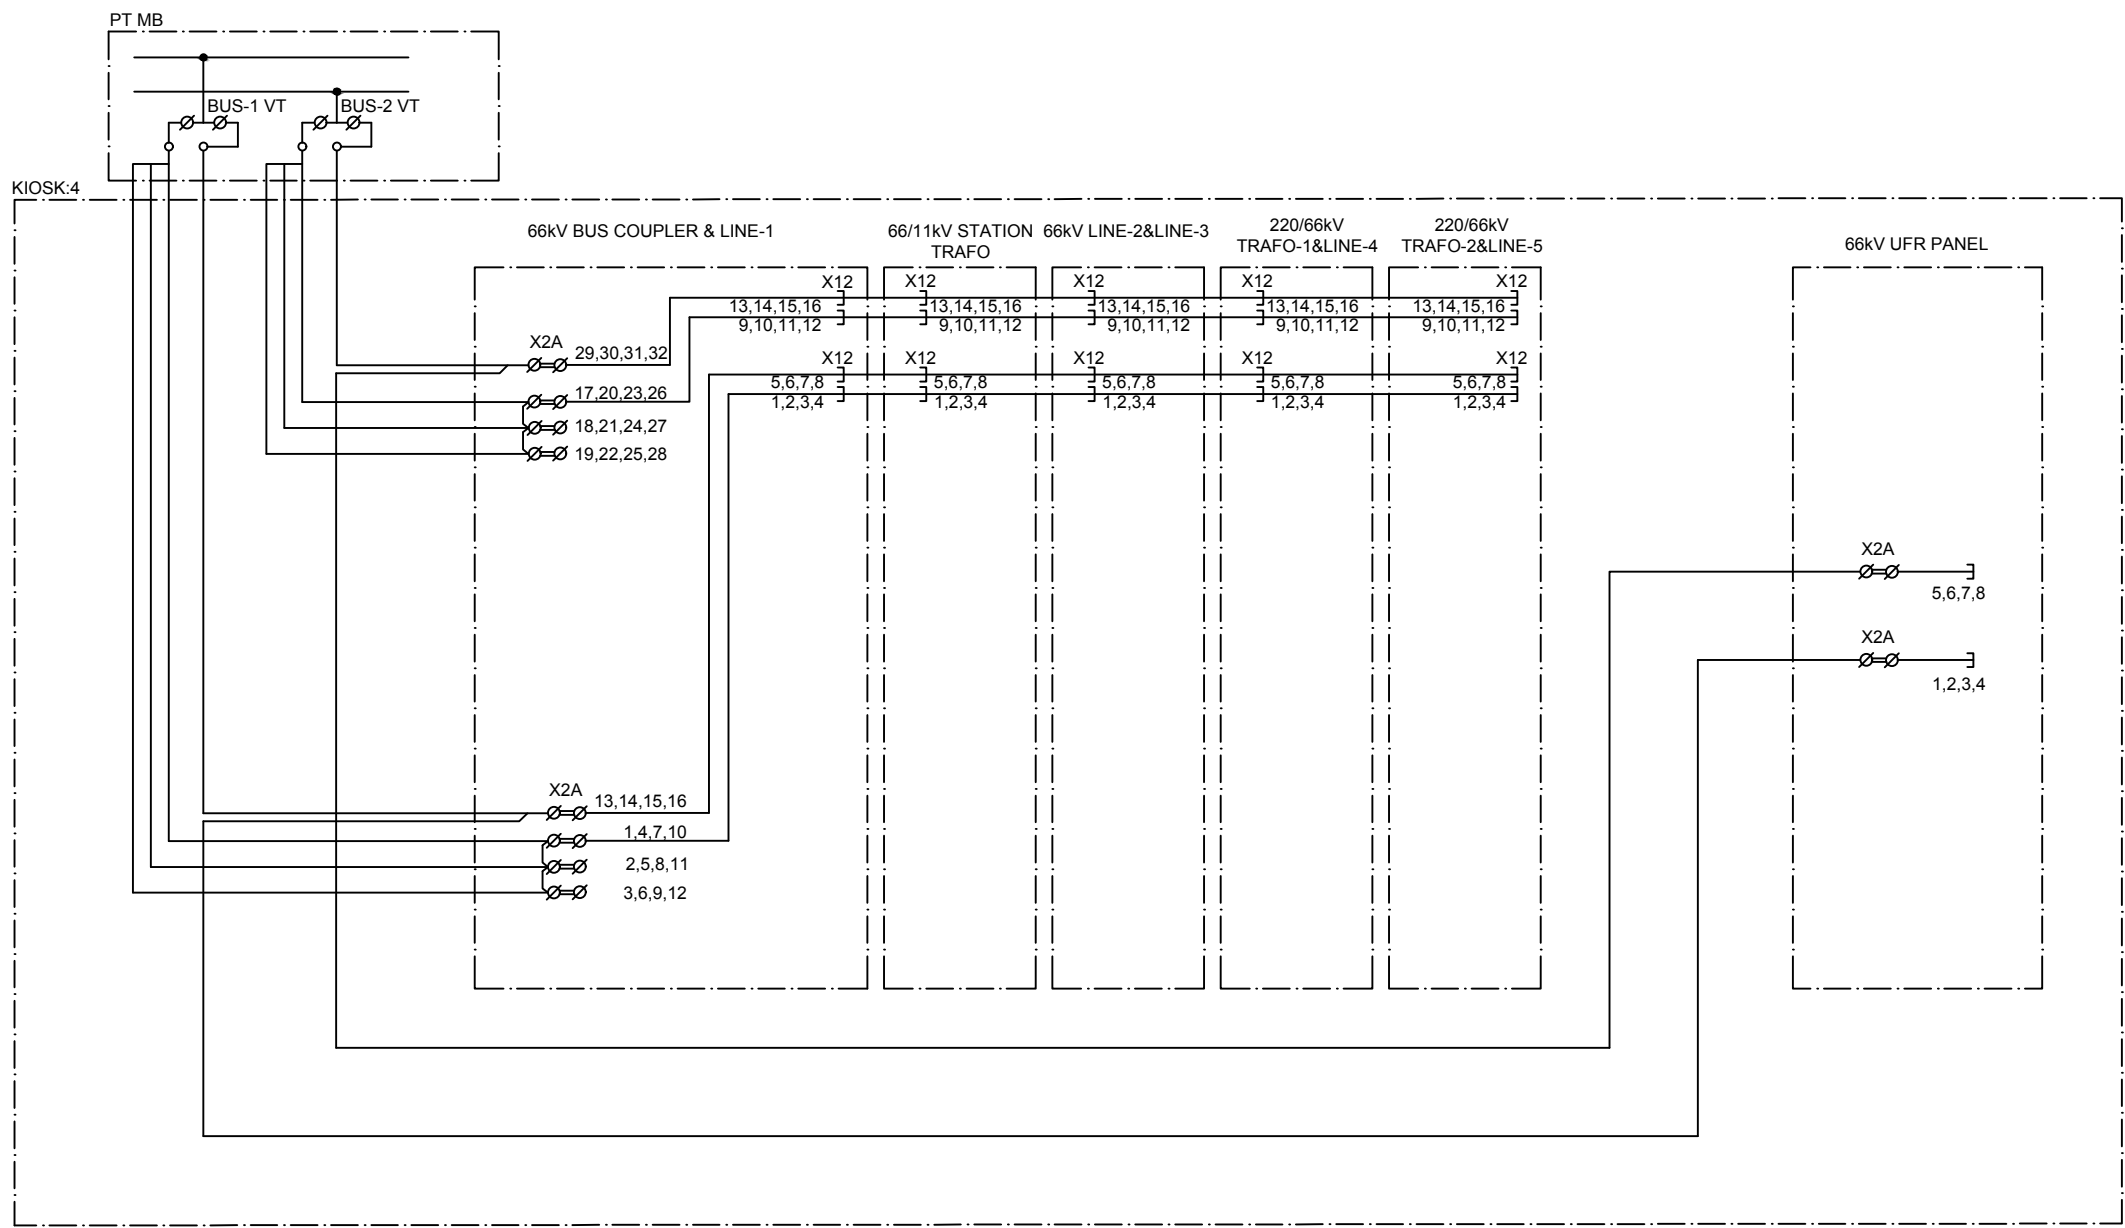 PT MB
BUS-1 VT
BUS-2 VT
KIOSK:4
66kV BUS COUPLER & LINE-1
66/11kV STATION
TRAFO
66kV LINE-2&LINE-3
220/66kV
TRAFO-1&LINE-4
220/66kV
TRAFO-2&LINE-5
66kV UFR PANEL
X12
X12
X12
X12
X12
13,14,15,16
13,14,15,16
13,14,15,16
13,14,15,16
13,14,15,16
9,10,11,12
9,10,11,12
9,10,11,12
9,10,11,12
9,10,11,12
X2A
29,30,31,32
X12
X12
X12
X12
X12
5,6,7,8
5,6,7,8
5,6,7,8
5,6,7,8
5,6,7,8
17,20,23,26
1,2,3,4
1,2,3,4
1,2,3,4
1,2,3,4
1,2,3,4
18,21,24,27
19,22,25,28
X2A
5,6,7,8
X2A
1,2,3,4
X2A
13,14,15,16
1,4,7,10
2,5,8,11
3,6,9,12